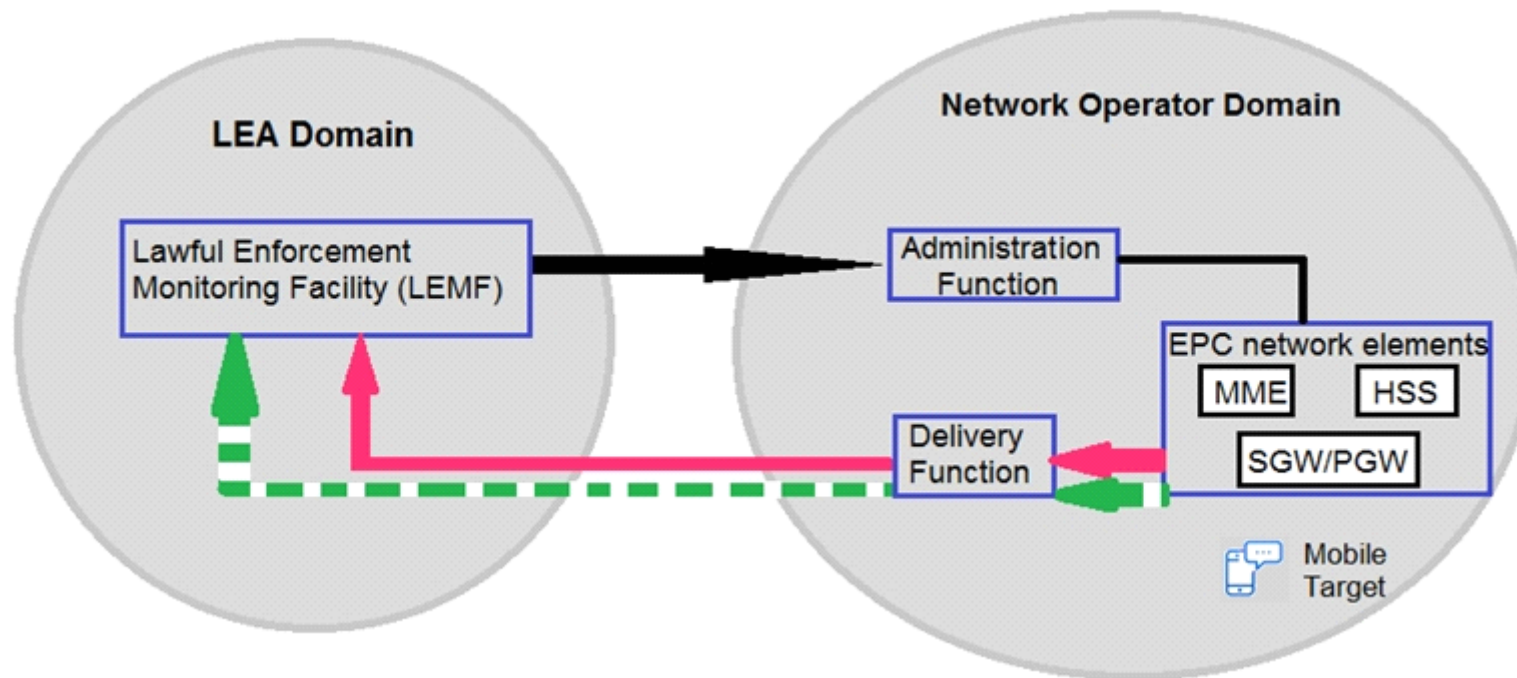 LEA Domain
Network Operator Domain
Lawful Enforcement
Monitoring Facility (LEMF)
Administration
Function
EPC network elements
MME
HSS
SGW/PGW
Delivery
Function
Mobile
Target